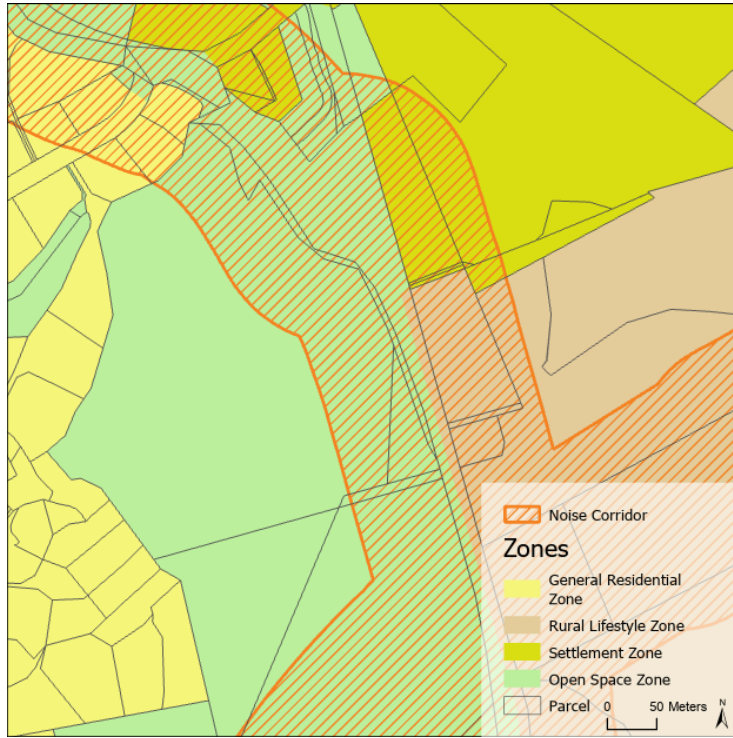 Noise Corridor
Zones
General Residential
Zone
Rural Lifestyle Zone
Settlement Zone
Open Space Zone
Parcel
0 50 Meters
N